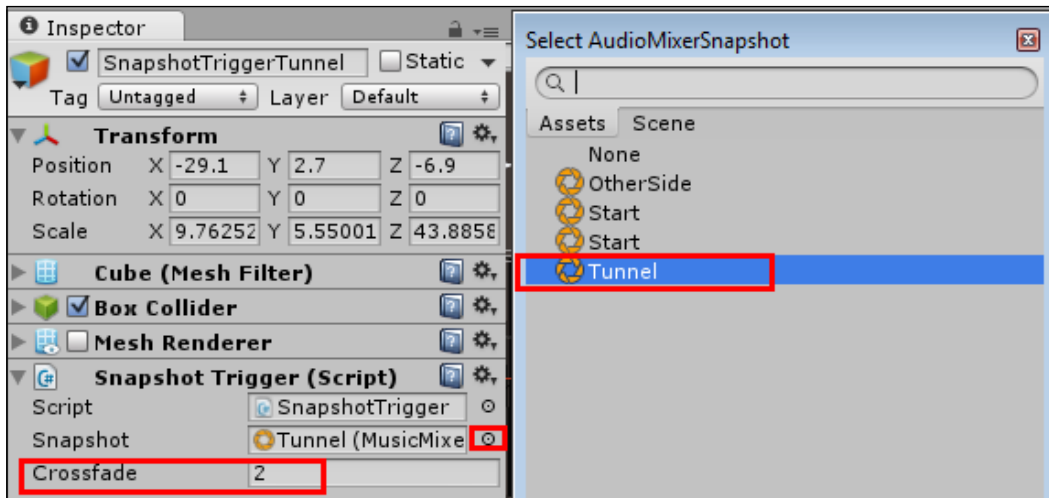 Inspector
SnapshotTriggerTunnel Static
Tag Untagged Layer Default
Transform
Position X -29.1 Y 2.7 Z -6.9
Rotation X 0 Y 0 Z 0
Scale X 9.76252 Y 5.55001 Z 43.8858
Cube (Mesh Filter)
Box Collider
Mesh Renderer
Snapshot Trigger (Script)
Script SnapshotTrigger
Snapshot Tunnel (MusicMixe
Crossfade 2
Select AudioMixerSnapshot
Assets Scene
None
OtherSide
Start
Start
Tunnel